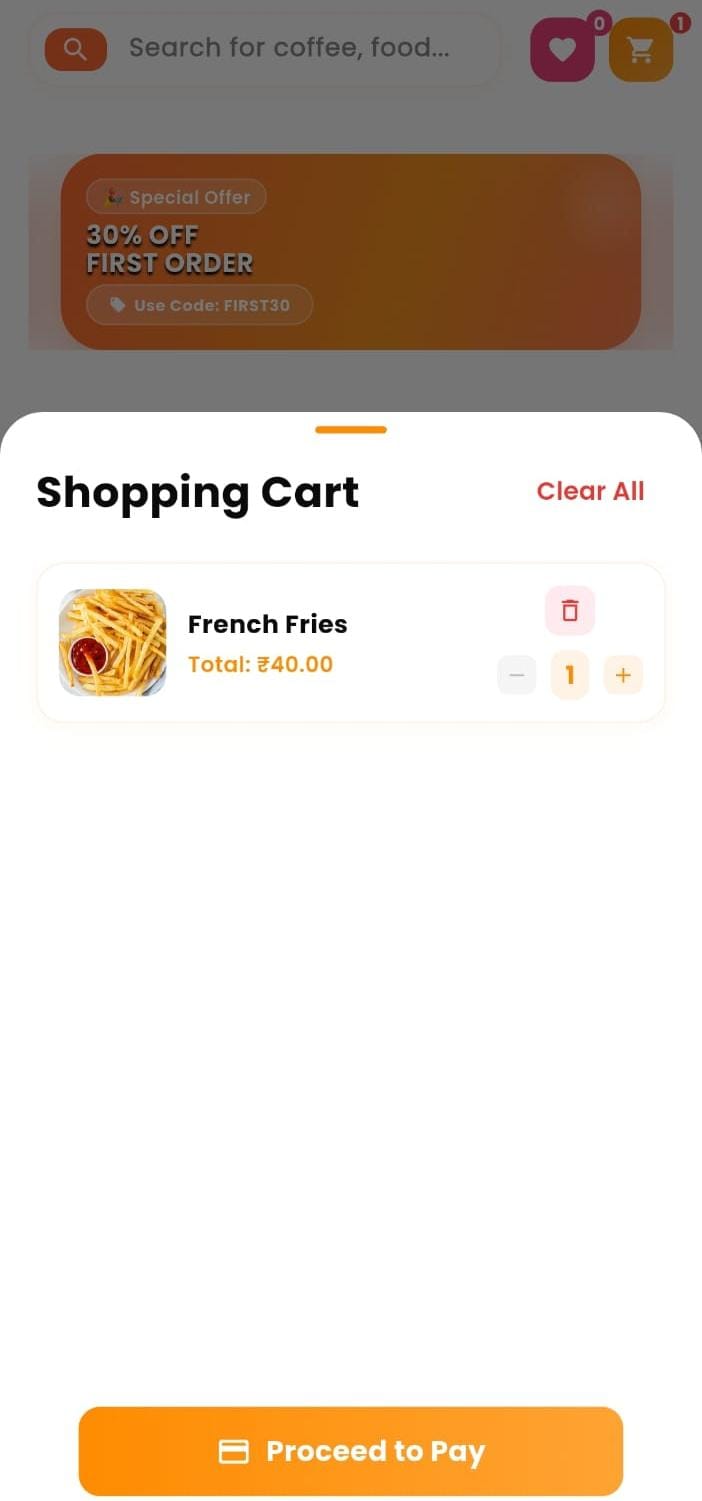 Search for coffee, food...
0
1
🎉 Special Offer
30% OFF
FIRST ORDER
Use Code: FIRST30
Shopping Cart
Clear All
French Fries
Total: ₹40.00
− 1 +
Proceed to Pay